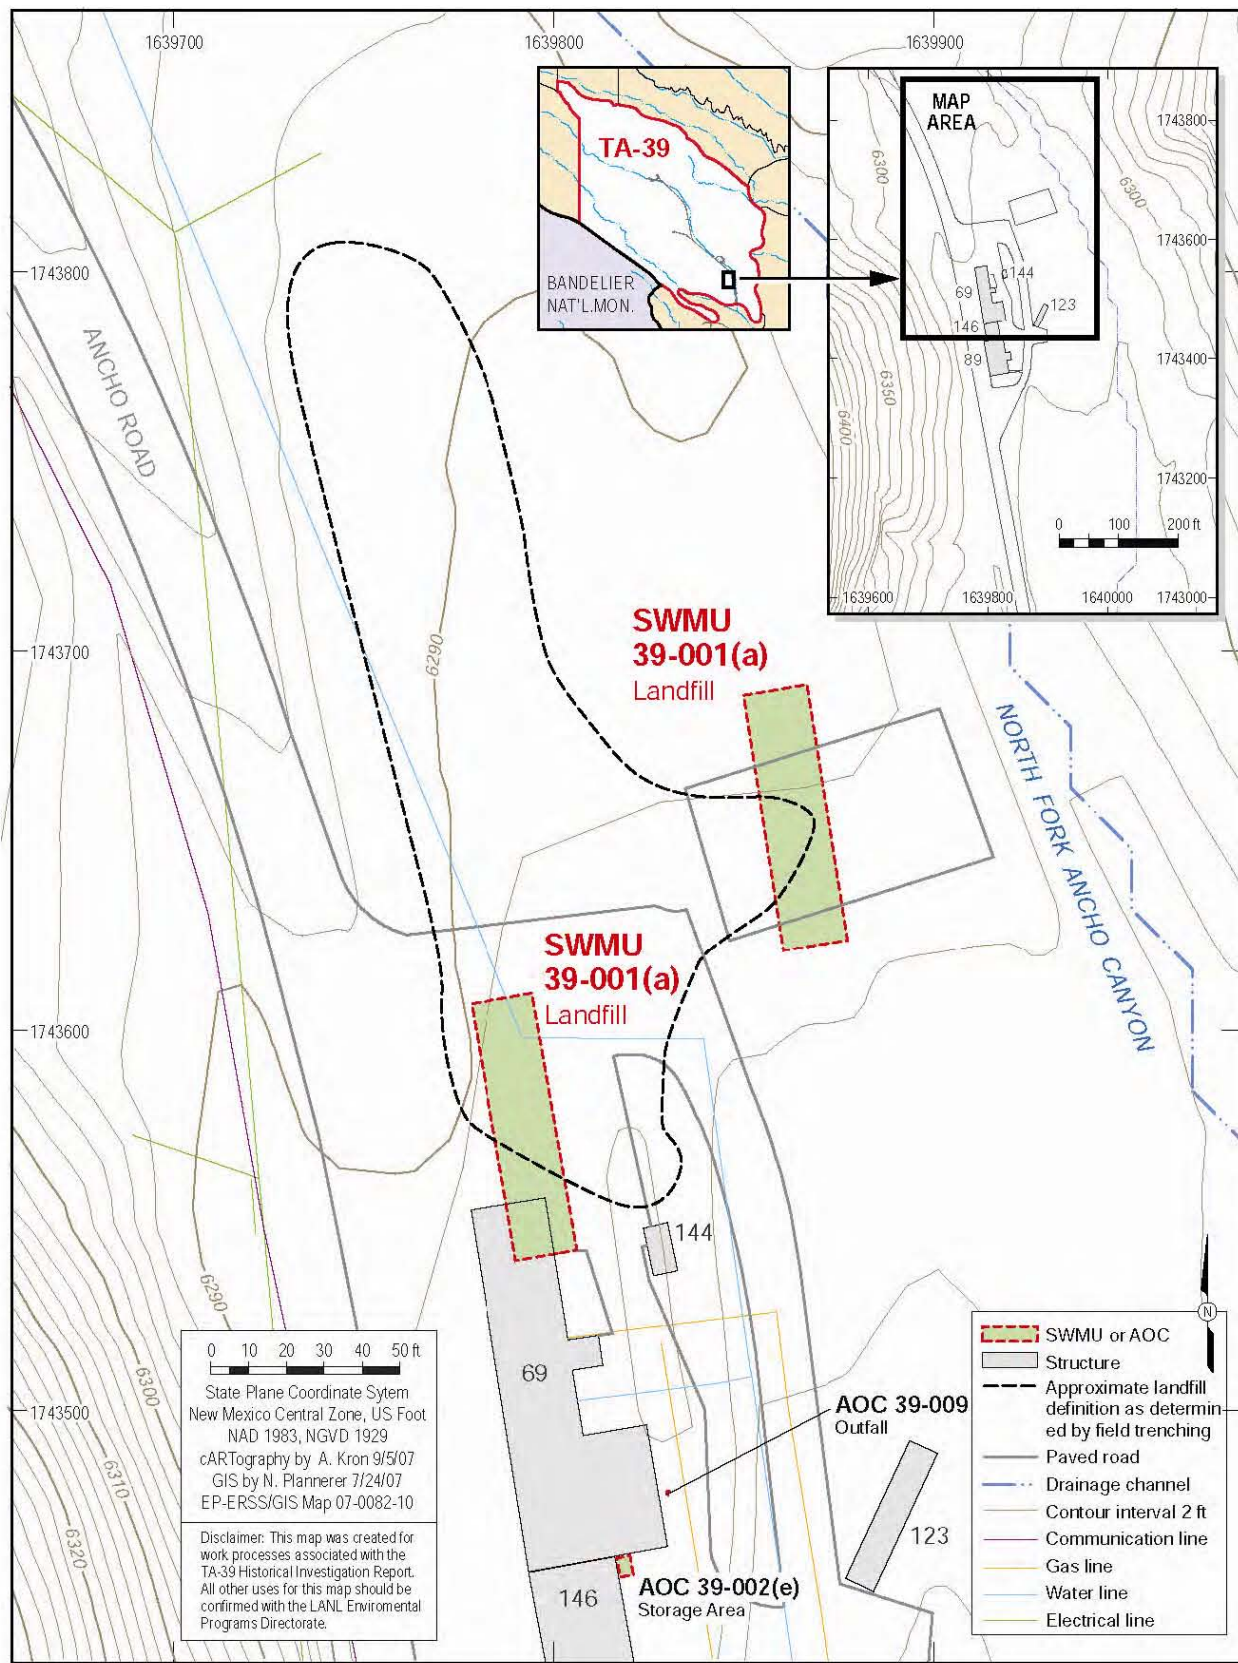 1639700
1639800
1639900
TA-39
BANDELIER
NAT'L.MON.
MAP
AREA
6300
6300
1743800
1743600
144
69
123
146
1743400
89
6350
6400
1743200
0 100 200 ft
1639600
1639800
1640000
1743000
1743800
ANCHO ROAD
SWMU
39-001(a)
Landfill
1743700
6290
NORTH FORK ANCHO CANYON
SWMU
39-001(a)
Landfill
1743600
144
6290
69
AOC 39-009
Outfall
1743500
6300
6310
6320
123
146
AOC 39-002(e)
Storage Area
0 10 20 30 40 50 ft
State Plane Coordinate Sytem
New Mexico Central Zone, US Foot
NAD 1983, NGVD 1929
cARTography by A. Kron 9/5/07
GIS by N. Plannerer 7/24/07
EP-ERSS/GIS Map 07-0082-10
Disclaimer: This map was created for
work processes associated with the
TA-39 Historical Investigation Report.
All other uses for this map should be
confirmed with the LANL Enviromental
Programs Directorate.
N
SWMU or AOC
Structure
Approximate landfill
definition as determin
ed by field trenching
Paved road
Drainage channel
Contour interval 2 ft
Communication line
Gas line
Water line
Electrical line